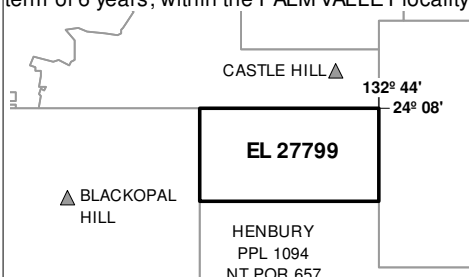 term of 6 years, within the PALM VALLEY locality
CASTLE HILL
132º 44'
24º 08'
EL 27799
BLACKOPAL
HILL
HENBURY
PPL 1094
NT POR 657